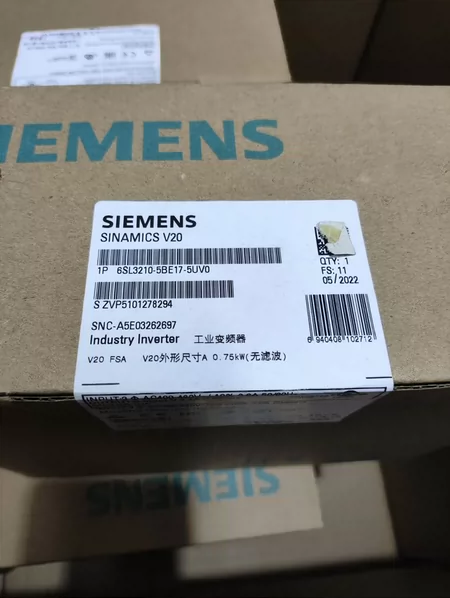 SIEMENS
SIEMENS
SINAMICS V20
1P 6SL3210-5BE17-5UV0
QTY: 1
FS: 11
05/2022
S ZVP5101278294
SNC-A5E03262697
Industry Inverter 工业变频器
6 940408 102712
V20 FSA V20外形尺寸A 0.75kW(无滤波)
SIEMENS